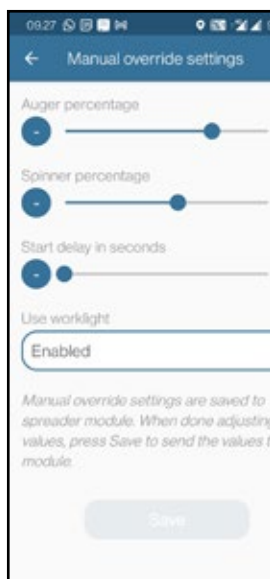 09.27
Manual override settings
Auger percentage
-
Spinner percentage
-
Start delay in seconds
-
Use worklight
Enabled
Manual override settings are saved to
spreader module. When done adjusting
values, press Save to send the values t
module.
Save